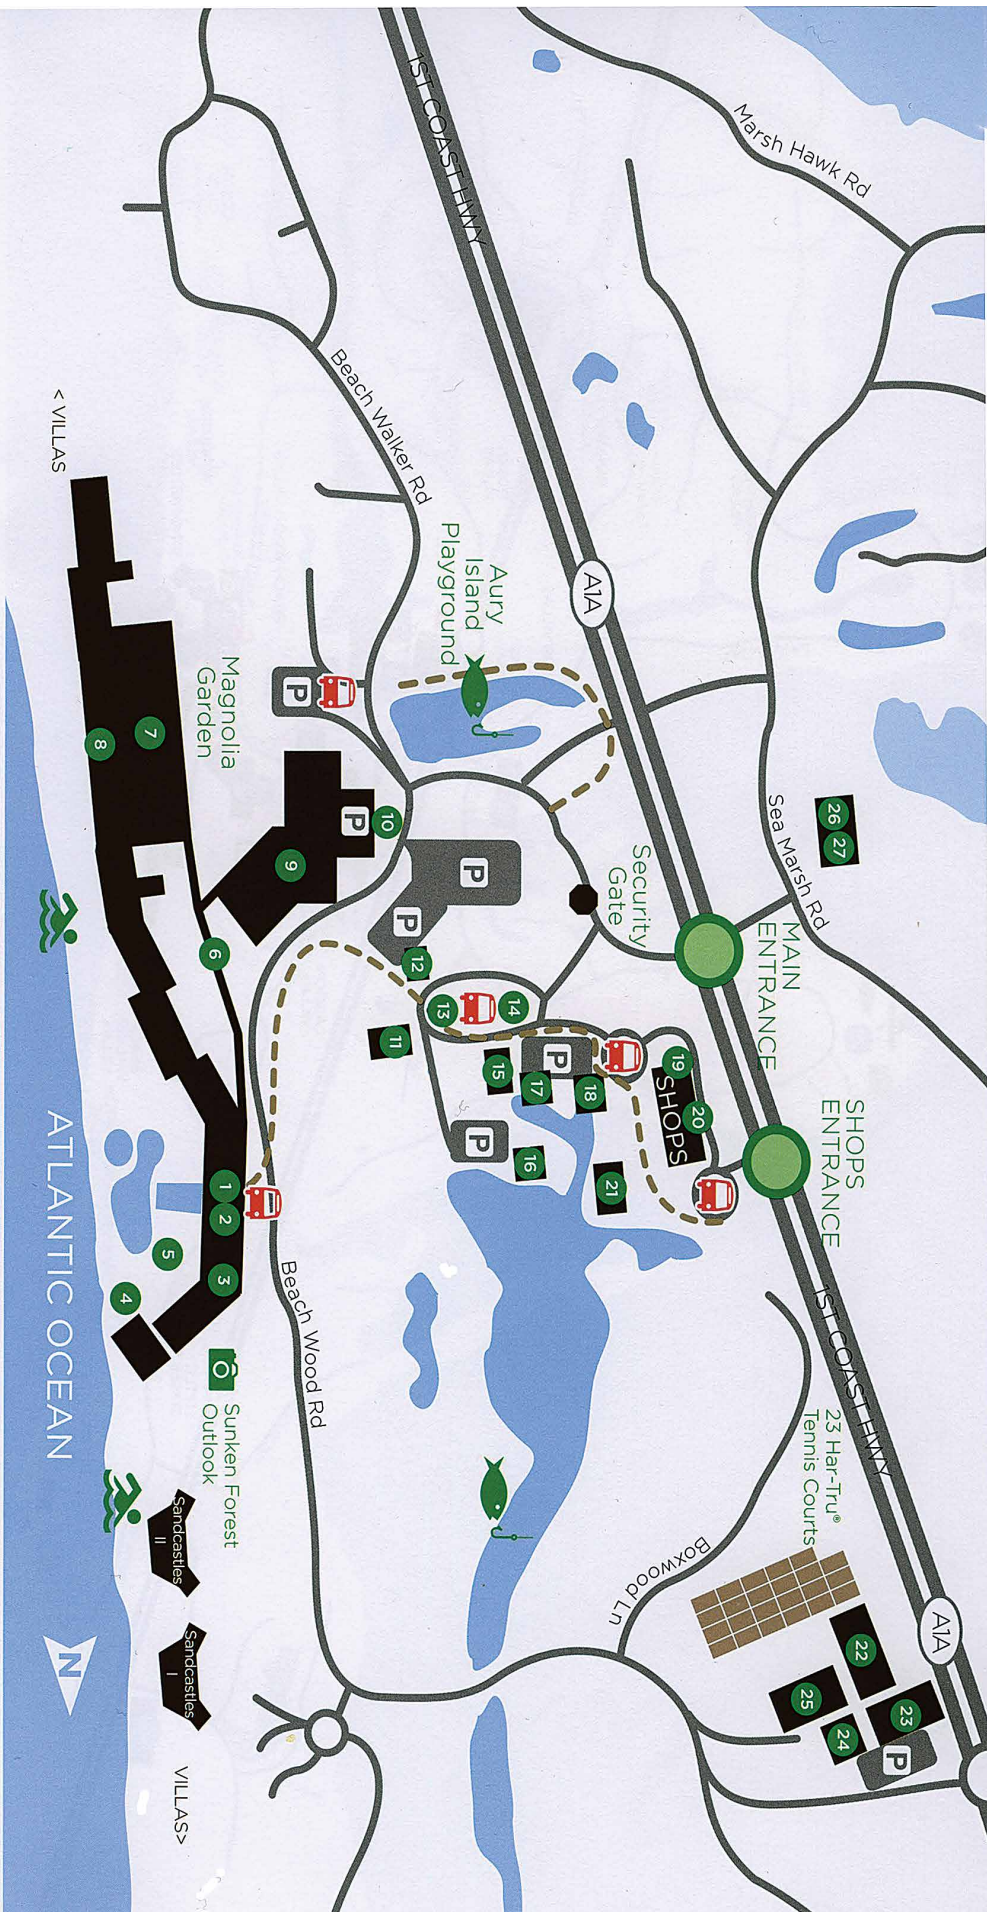 Marsh Hawk Rd
1ST COAST HWY
Beach Walker Rd
< VILLAS
A1A
Aury
Island
Playground
Magnolia
Garden
P
7
8
26
27
Sea Marsh Rd
10
P
9
P
P
12
Security
Gate
MAIN
ENTRANCE
6
13
14
11
15
P
17
18
19
SHOPS
20
SHOPS
ENTRANCE
P
16
21
1
2
3
5
4
Beach Wood Rd
1ST COAST HWY
ATLANTIC OCEAN
Sunken Forest
Outlook
23 Har-Tru®
Tennis Courts
Boxwood Ln
Sandcastles
II
Sandcastles
I
N
A1A
22
25
23
24
P
VILLAS>